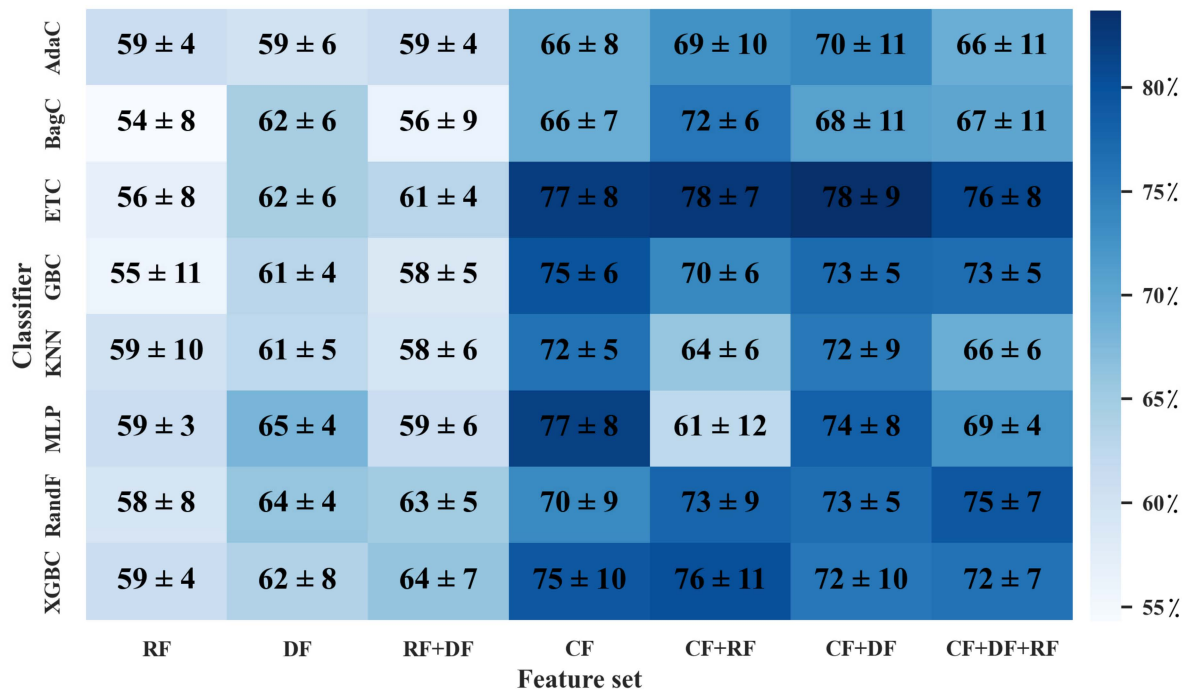 AdaC 59 ± 4 59 ± 6 59 ± 4 66 ± 8 69 ± 10 70 ± 11 66 ± 11
BagC 54 ± 8 62 ± 6 56 ± 9 66 ± 7 72 ± 6 68 ± 11 67 ± 11
ETC 56 ± 8 62 ± 6 61 ± 4 77 ± 8 78 ± 7 78 ± 9 76 ± 8
GBC 55 ± 11 61 ± 4 58 ± 5 75 ± 6 70 ± 6 73 ± 5 73 ± 5
KNN 59 ± 10 61 ± 5 58 ± 6 72 ± 5 64 ± 6 72 ± 9 66 ± 6
MLP 59 ± 3 65 ± 4 59 ± 6 77 ± 8 61 ± 12 74 ± 8 69 ± 4
RandF 58 ± 8 64 ± 4 63 ± 5 70 ± 9 73 ± 9 73 ± 5 75 ± 7
XGBC 59 ± 4 62 ± 8 64 ± 7 75 ± 10 76 ± 11 72 ± 10 72 ± 7
RF DF RF+DF CF CF+RF CF+DF CF+DF+RF
Feature set
Classifier
80%
75%
70%
65%
60%
55%